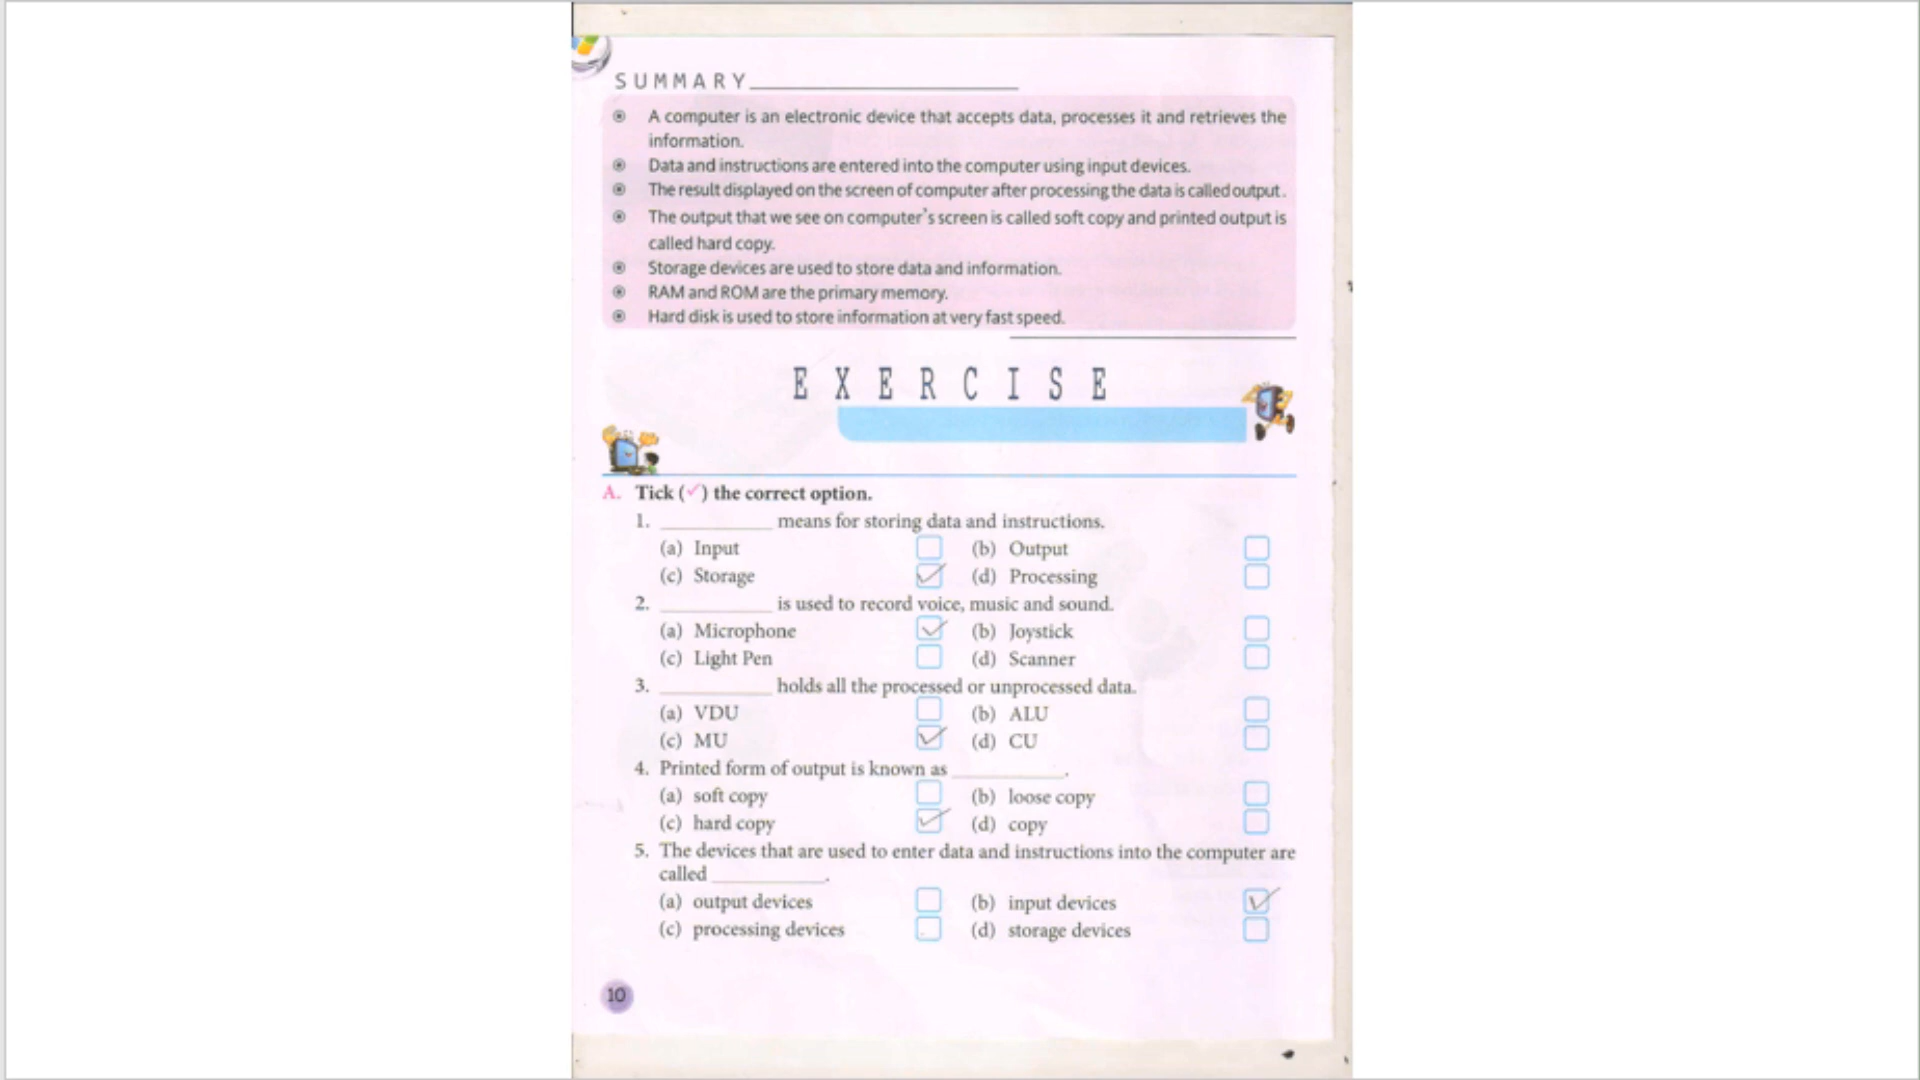 SUMMARY
A computer is an electronic device that accepts data, processes it and retrieves the
information.
Data and instructions are entered into the computer using input devices.
The result displayed on the screen of computer after processing the data is called output.
The output that we see on computer's screen is called soft copy and printed output is
called hard copy.
Storage devices are used to store data and information.
RAM and ROM are the primary memory.
Hard disk is used to store information at very fast speed.
EXERCISE
A. Tick (✓) the correct option.
1. __________ means for storing data and instructions.
(a) Input (b) Output
(c) Storage ✓ (d) Processing
2. __________ is used to record voice, music and sound.
(a) Microphone ✓ (b) Joystick
(c) Light Pen (d) Scanner
3. __________ holds all the processed or unprocessed data.
(a) VDU (b) ALU
(c) MU ✓ (d) CU
4. Printed form of output is known as __________.
(a) soft copy (b) loose copy
(c) hard copy ✓ (d) copy
5. The devices that are used to enter data and instructions into the computer are
called __________.
(a) output devices (b) input devices ✓
(c) processing devices (d) storage devices
10